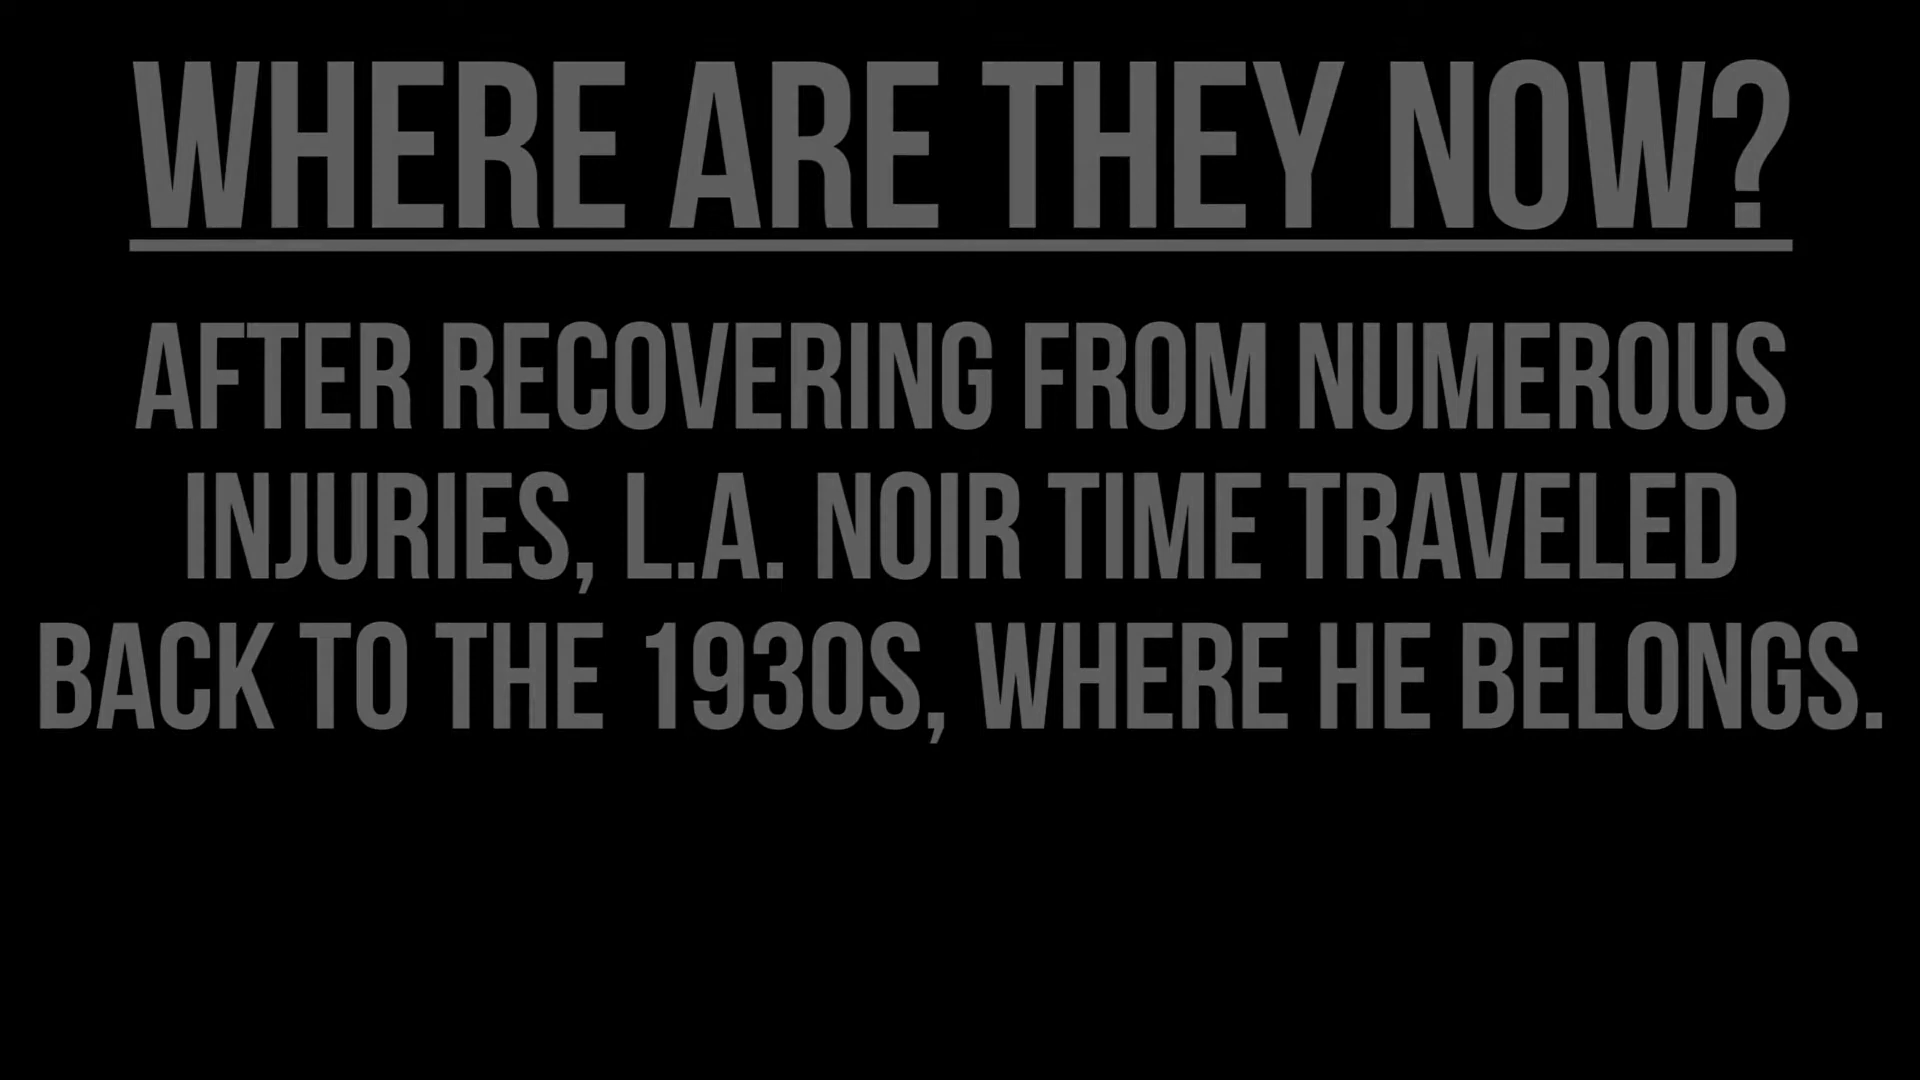 WHERE ARE THEY NOW?
AFTER RECOVERING FROM NUMEROUS
INJURIES, L.A. NOIR TIME TRAVELED
BACK TO THE 1930S, WHERE HE BELONGS.